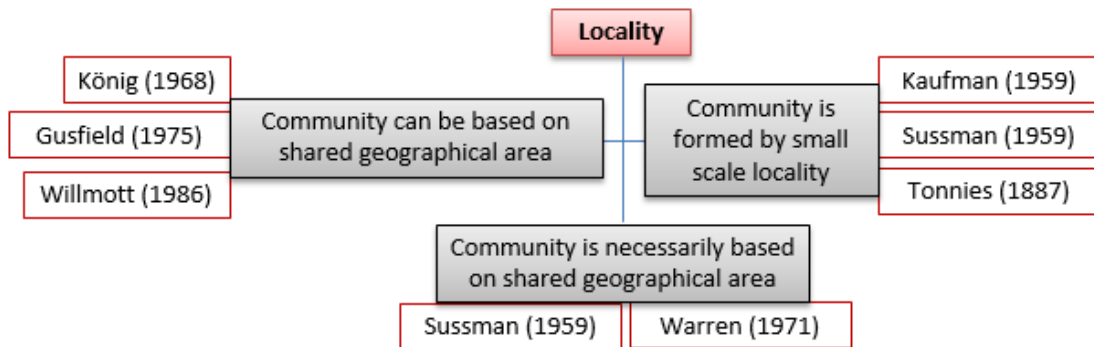 Locality
König (1968)
Gusfield (1975)
Willmott (1986)
Community can be based on
shared geographical area
Community is
formed by small
scale locality
Kaufman (1959)
Sussman (1959)
Tonnies (1887)
Community is necessarily based
on shared geographical area
Sussman (1959)
Warren (1971)